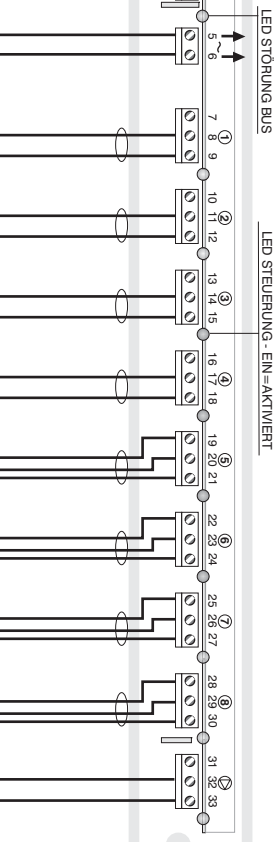 LED STÖRUNG BUS
5 ~ 6
7 8 9
①
10 11 12
②
LED STEUERUNG - EIN=AKTIVIERT
13 14 15
③
16 17 18
④
19 20 21
⑤
22 23 24
⑥
25 26 27
⑦
28 29 30
⑧
31 32 33